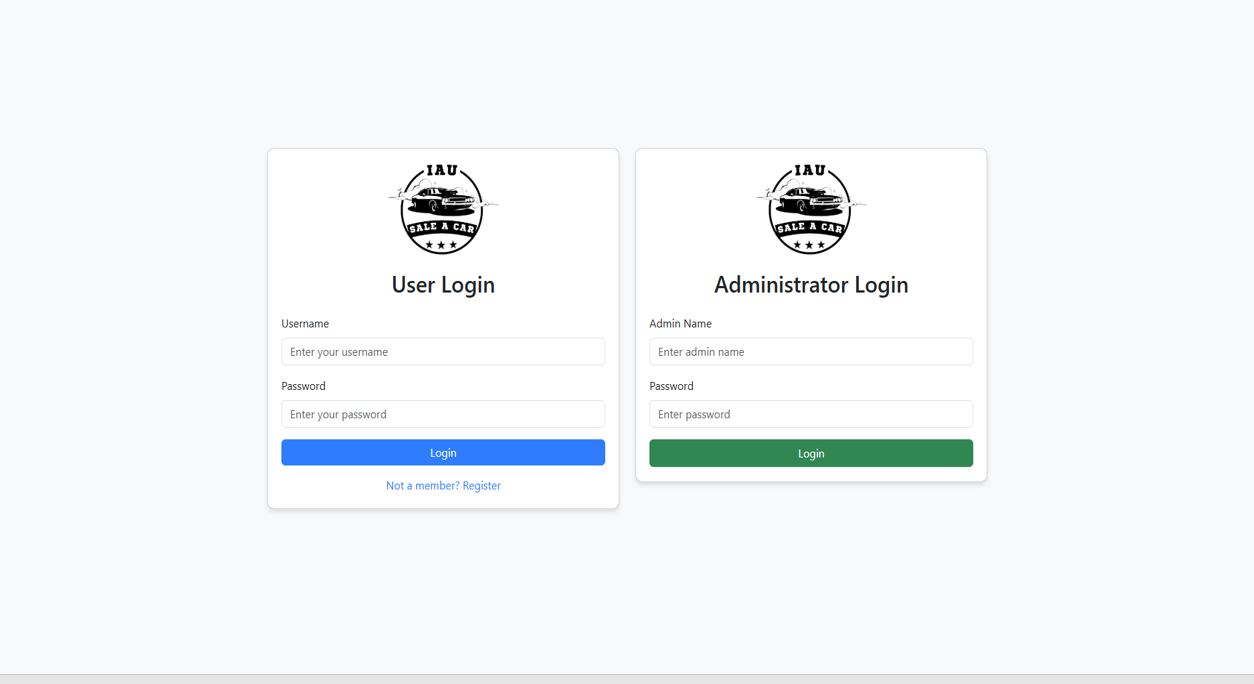 IAU
SALE A CAR
User Login
Username
Enter your username
Password
Enter your password
Login
Not a member? Register
IAU
SALE A CAR
Administrator Login
Admin Name
Enter admin name
Password
Enter password
Login